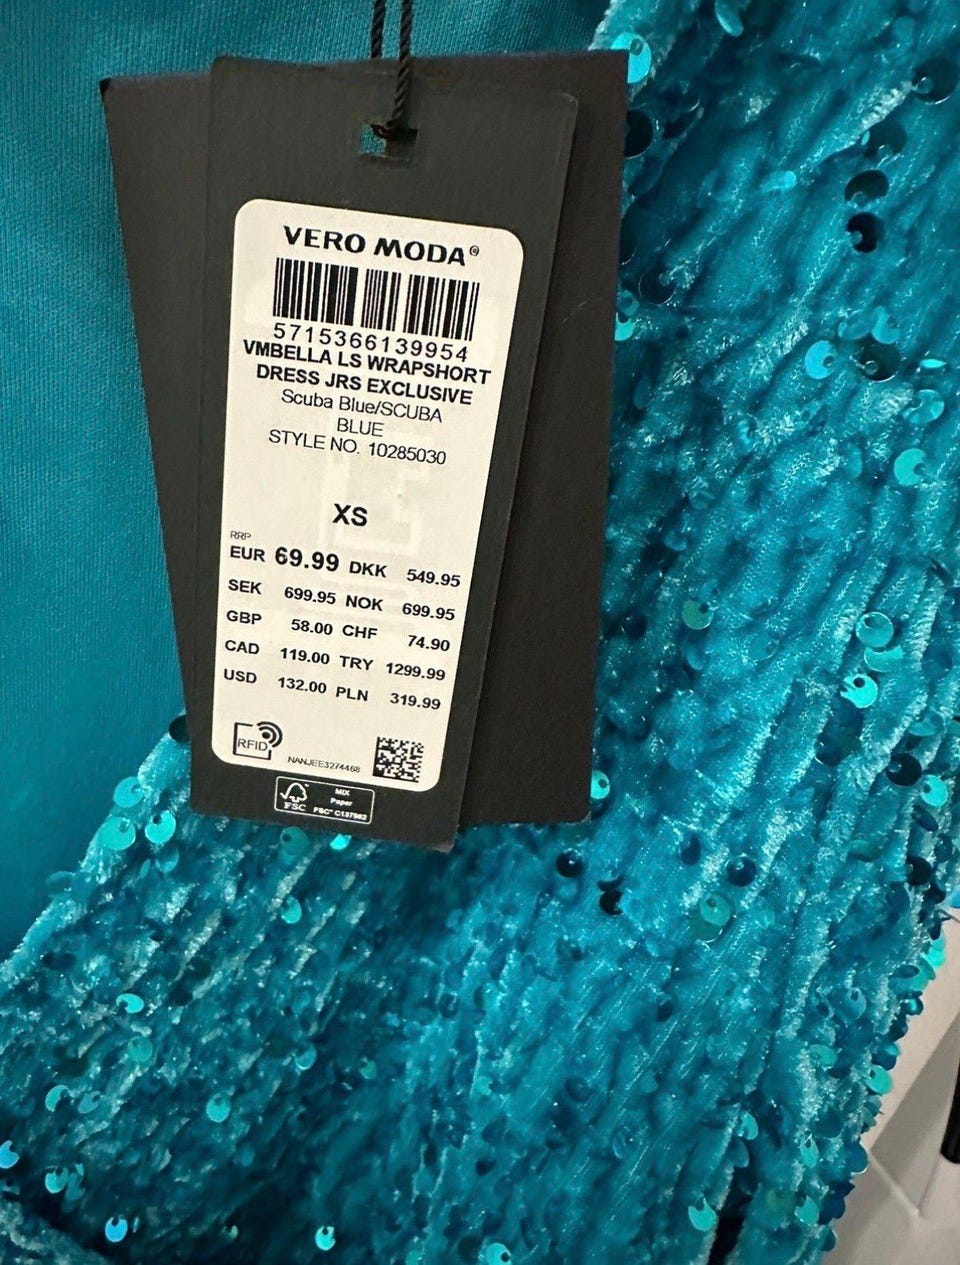 VERO MODA®
5715366139954
VMBELLA LS WRAPSHORT
DRESS JRS EXCLUSIVE
Scuba Blue/SCUBA
BLUE
STYLE NO. 10285030
XS
RRP
EUR 69.99 DKK 549.95
SEK 699.95 NOK 699.95
GBP 58.00 CHF 74.90
CAD 119.00 TRY 1299.99
USD 132.00 PLN 319.99
RFID
NANJEE3274468
FSC
MIX
Paper
FSC™ C137982